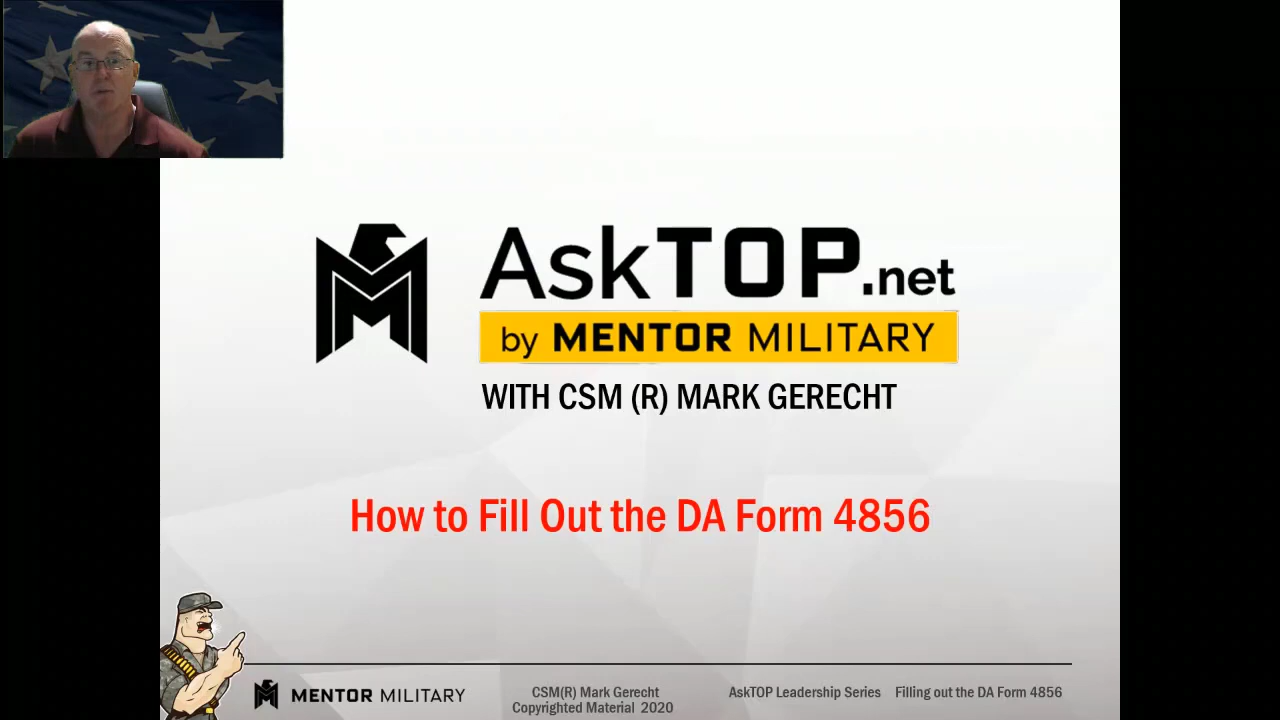 AskTOP.net
by MENTOR MILITARY
WITH CSM (R) MARK GERECHT
How to Fill Out the DA Form 4856
MENTOR MILITARY
CSM(R) Mark Gerecht
Copyrighted Material 2020
AskTOP Leadership Series Filling out the DA Form 4856